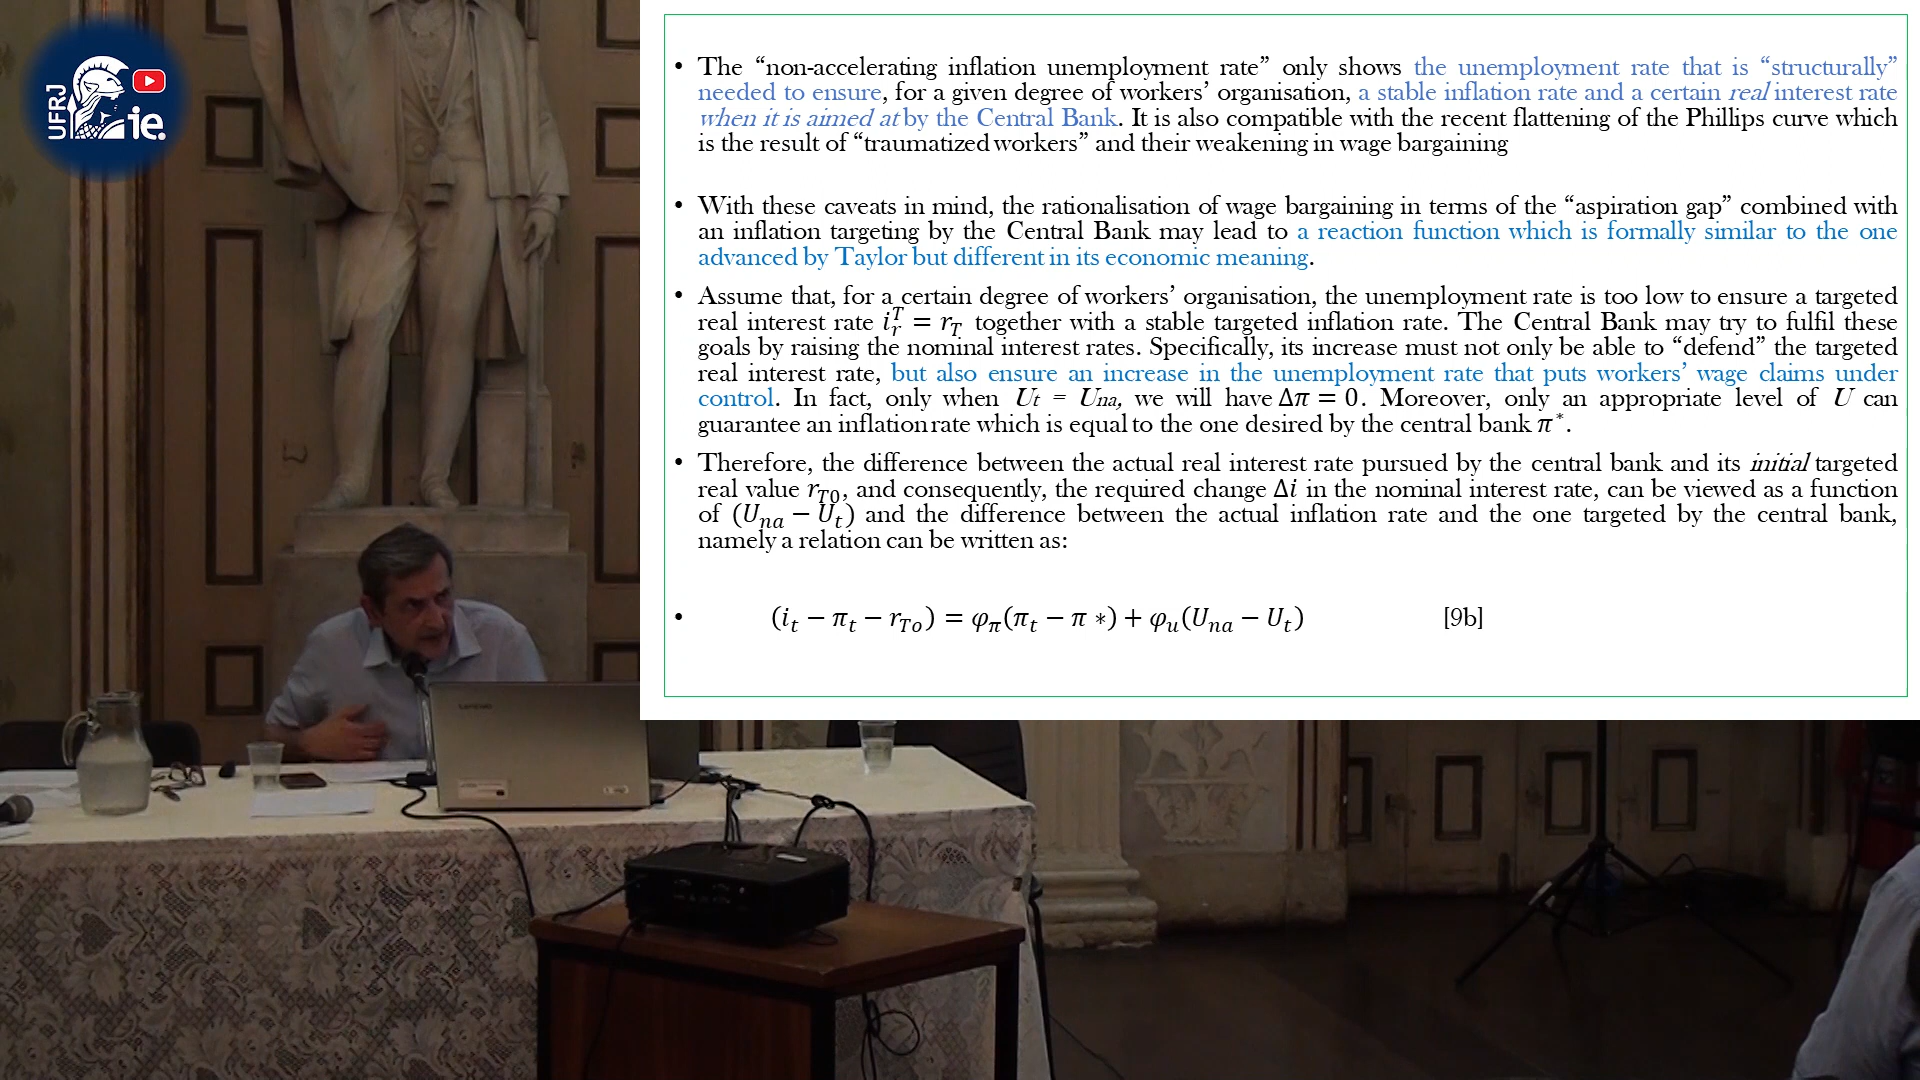 UFRJ
ie.
• The “non-accelerating inflation unemployment rate” only shows the unemployment rate that is “structurally”
needed to ensure, for a given degree of workers’ organisation, a stable inflation rate and a certain real interest rate
when it is aimed at by the Central Bank. It is also compatible with the recent flattening of the Phillips curve which
is the result of “traumatized workers” and their weakening in wage bargaining
• With these caveats in mind, the rationalisation of wage bargaining in terms of the “aspiration gap” combined with
an inflation targeting by the Central Bank may lead to a reaction function which is formally similar to the one
advanced by Taylor but different in its economic meaning.
• Assume that, for a certain degree of workers’ organisation, the unemployment rate is too low to ensure a targeted
real interest rate i_r^T = r_T together with a stable targeted inflation rate. The Central Bank may try to fulfil these
goals by raising the nominal interest rates. Specifically, its increase must not only be able to “defend” the targeted
real interest rate, but also ensure an increase in the unemployment rate that puts workers’ wage claims under
control. In fact, only when Ut = Una, we will have Δπ = 0. Moreover, only an appropriate level of U can
guarantee an inflation rate which is equal to the one desired by the central bank π*.
• Therefore, the difference between the actual real interest rate pursued by the central bank and its initial targeted
real value r_T0, and consequently, the required change Δi in the nominal interest rate, can be viewed as a function
of (U_na − U_t) and the difference between the actual inflation rate and the one targeted by the central bank,
namely a relation can be written as:
• (i_t − π_t − r_To) = φ_π(π_t − π *) + φ_u(U_na − U_t) [9b]
Lenovo